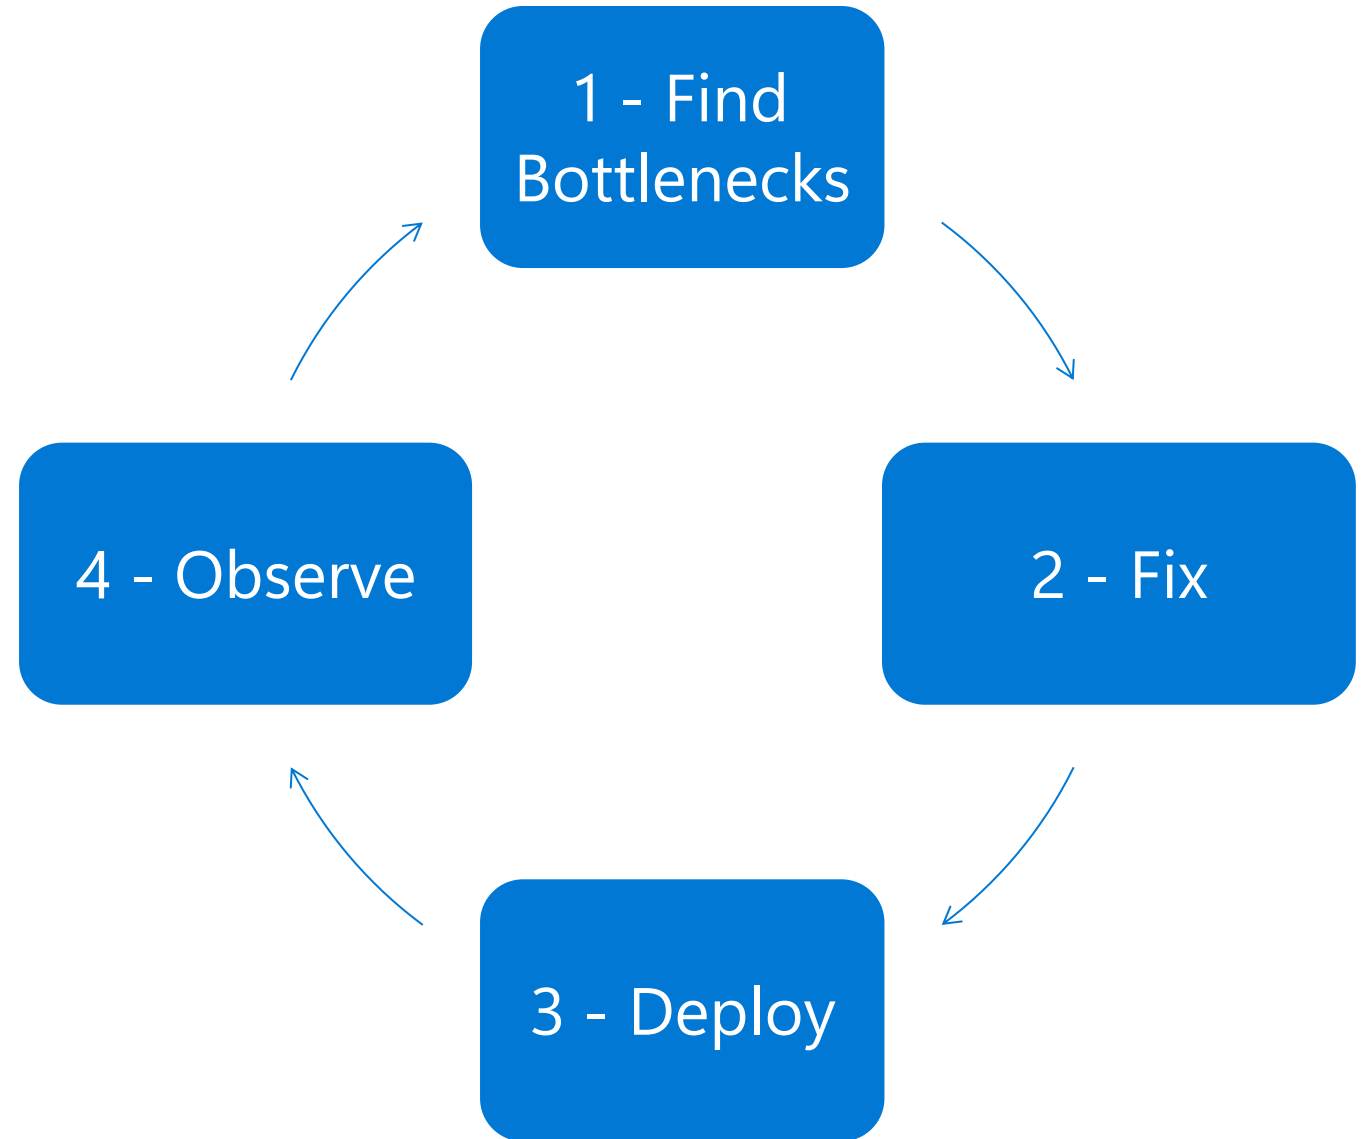 1 - Find
Bottlenecks
2 - Fix
3 - Deploy
4 - Observe